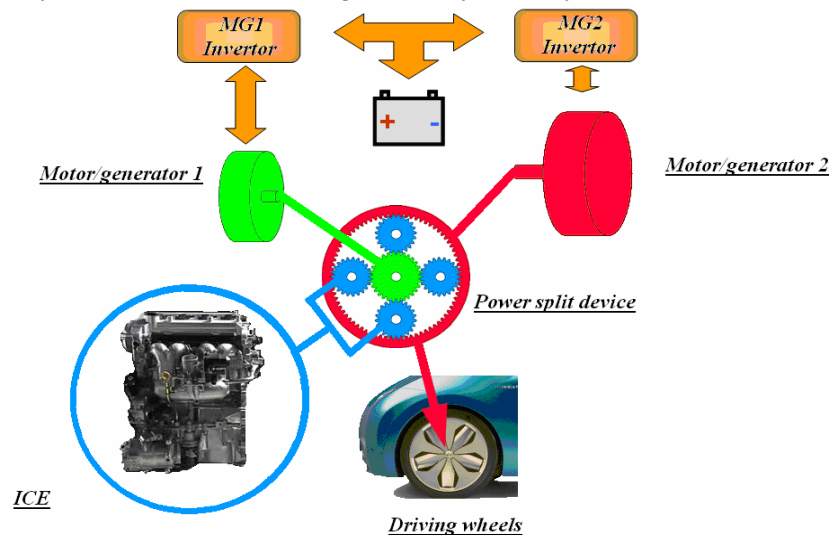 MG1
Invertor
MG2
Invertor
+ -
Motor/generator 1
Motor/generator 2
Power split device
ICE
Driving wheels